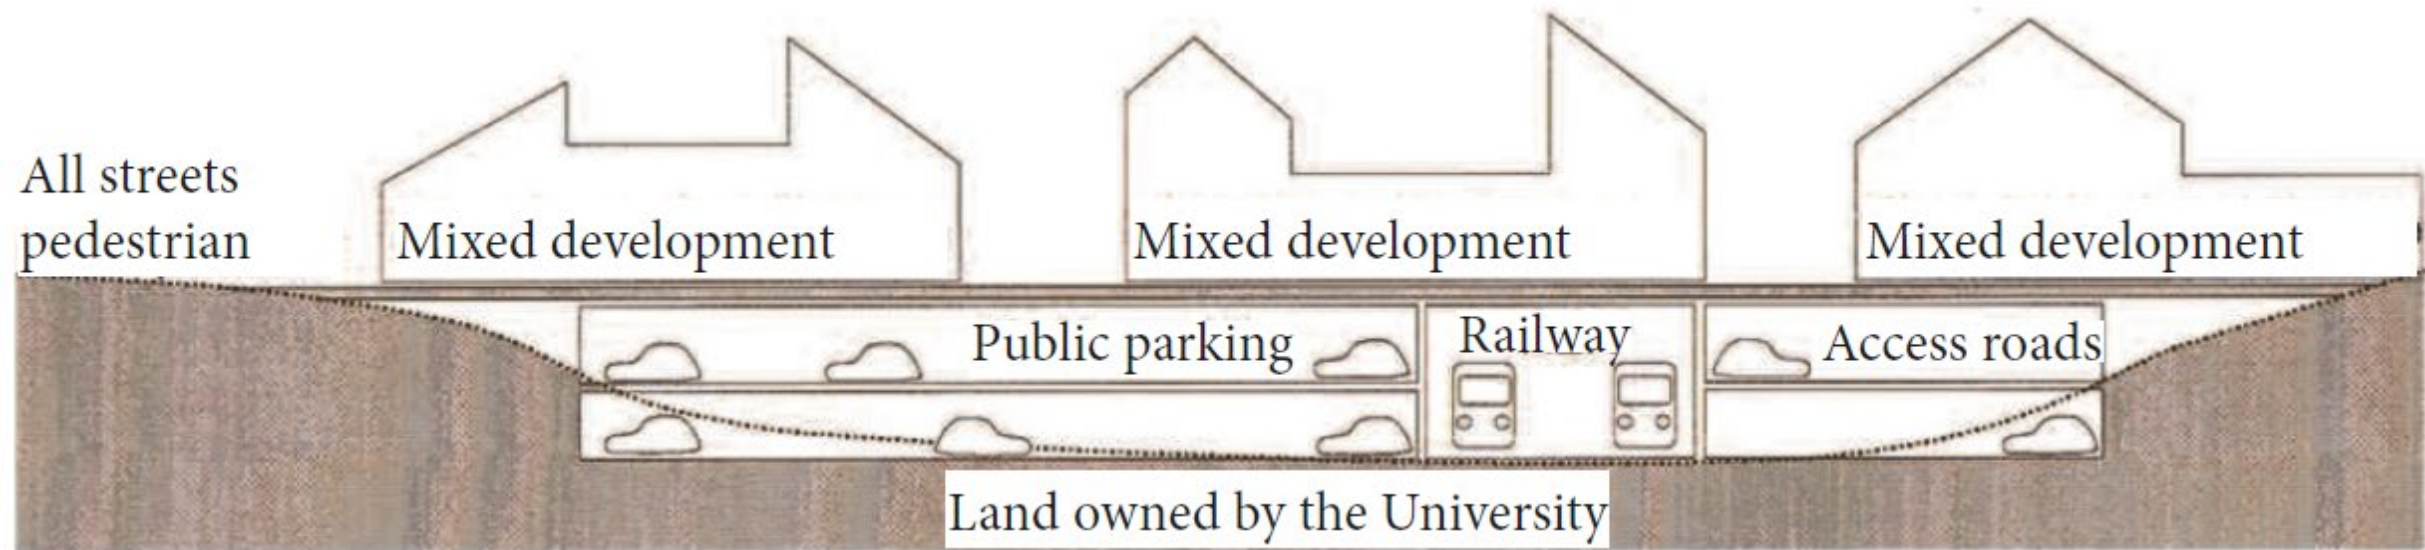 All streets
pedestrian
Mixed development
Mixed development
Mixed development
Public parking
Railway
Access roads
Land owned by the University